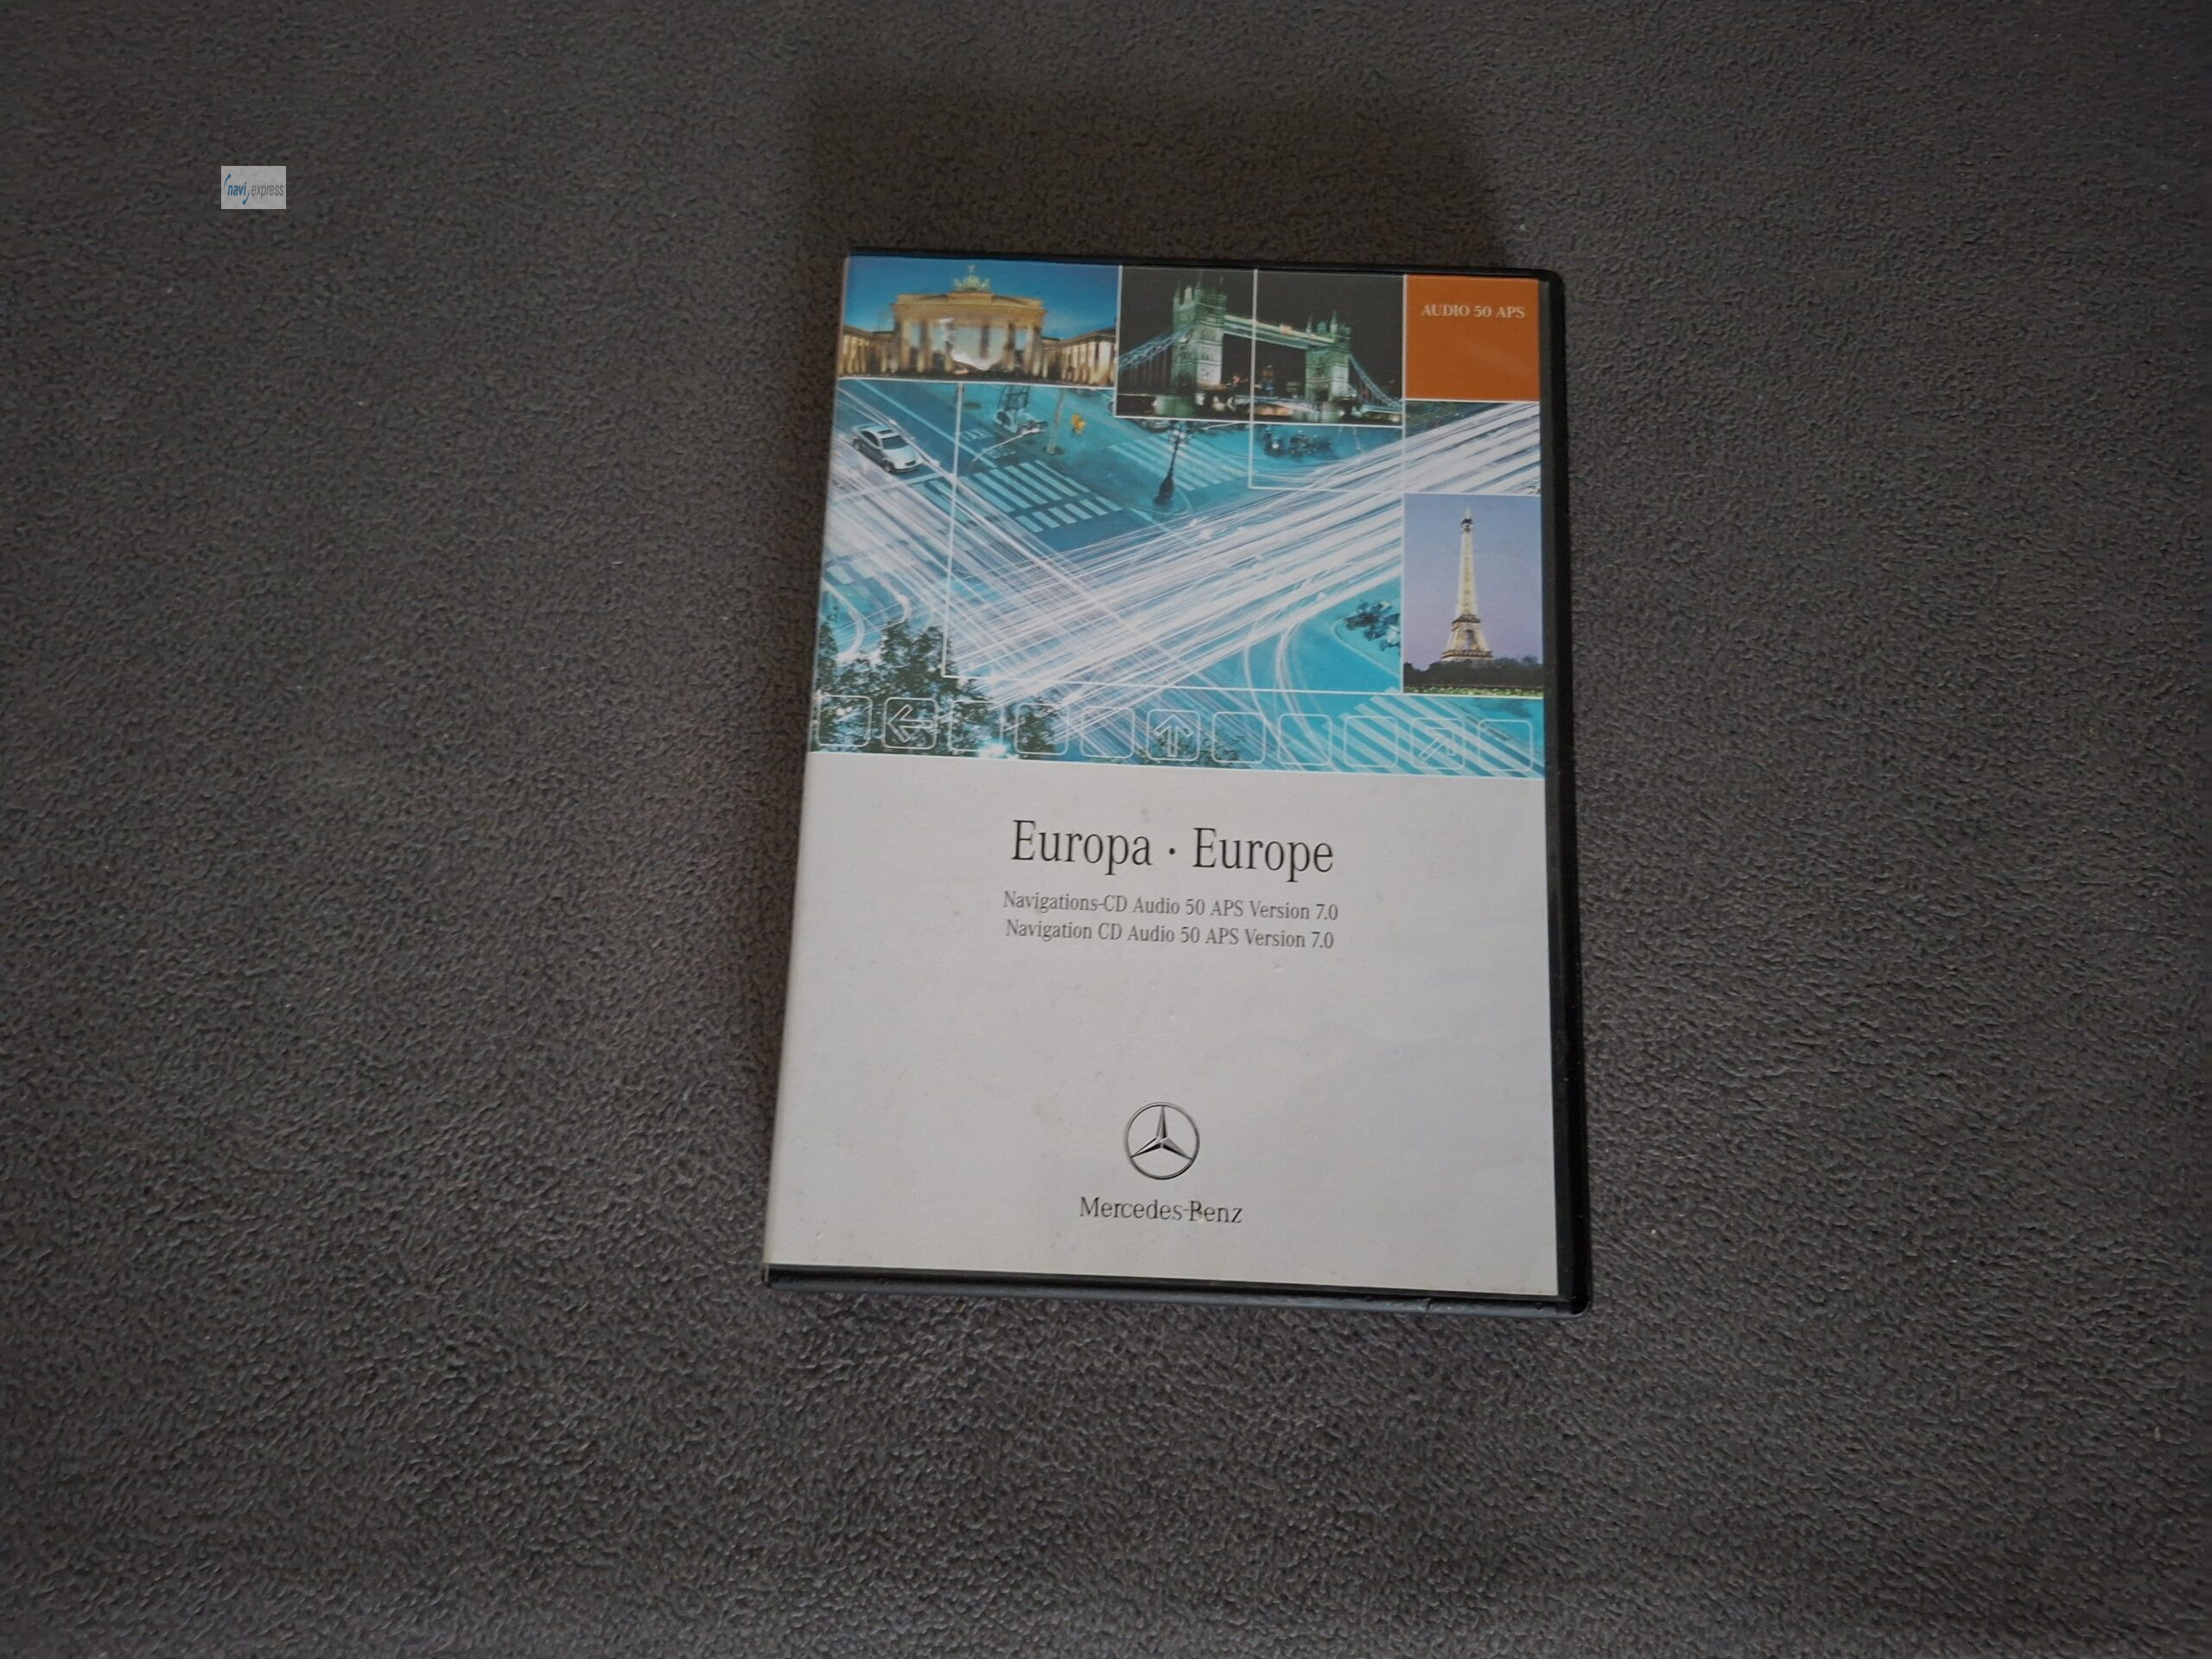 navi express
AUDIO 50 APS
Europa · Europe
Navigations-CD Audio 50 APS Version 7.0
Navigation CD Audio 50 APS Version 7.0
Mercedes-Benz